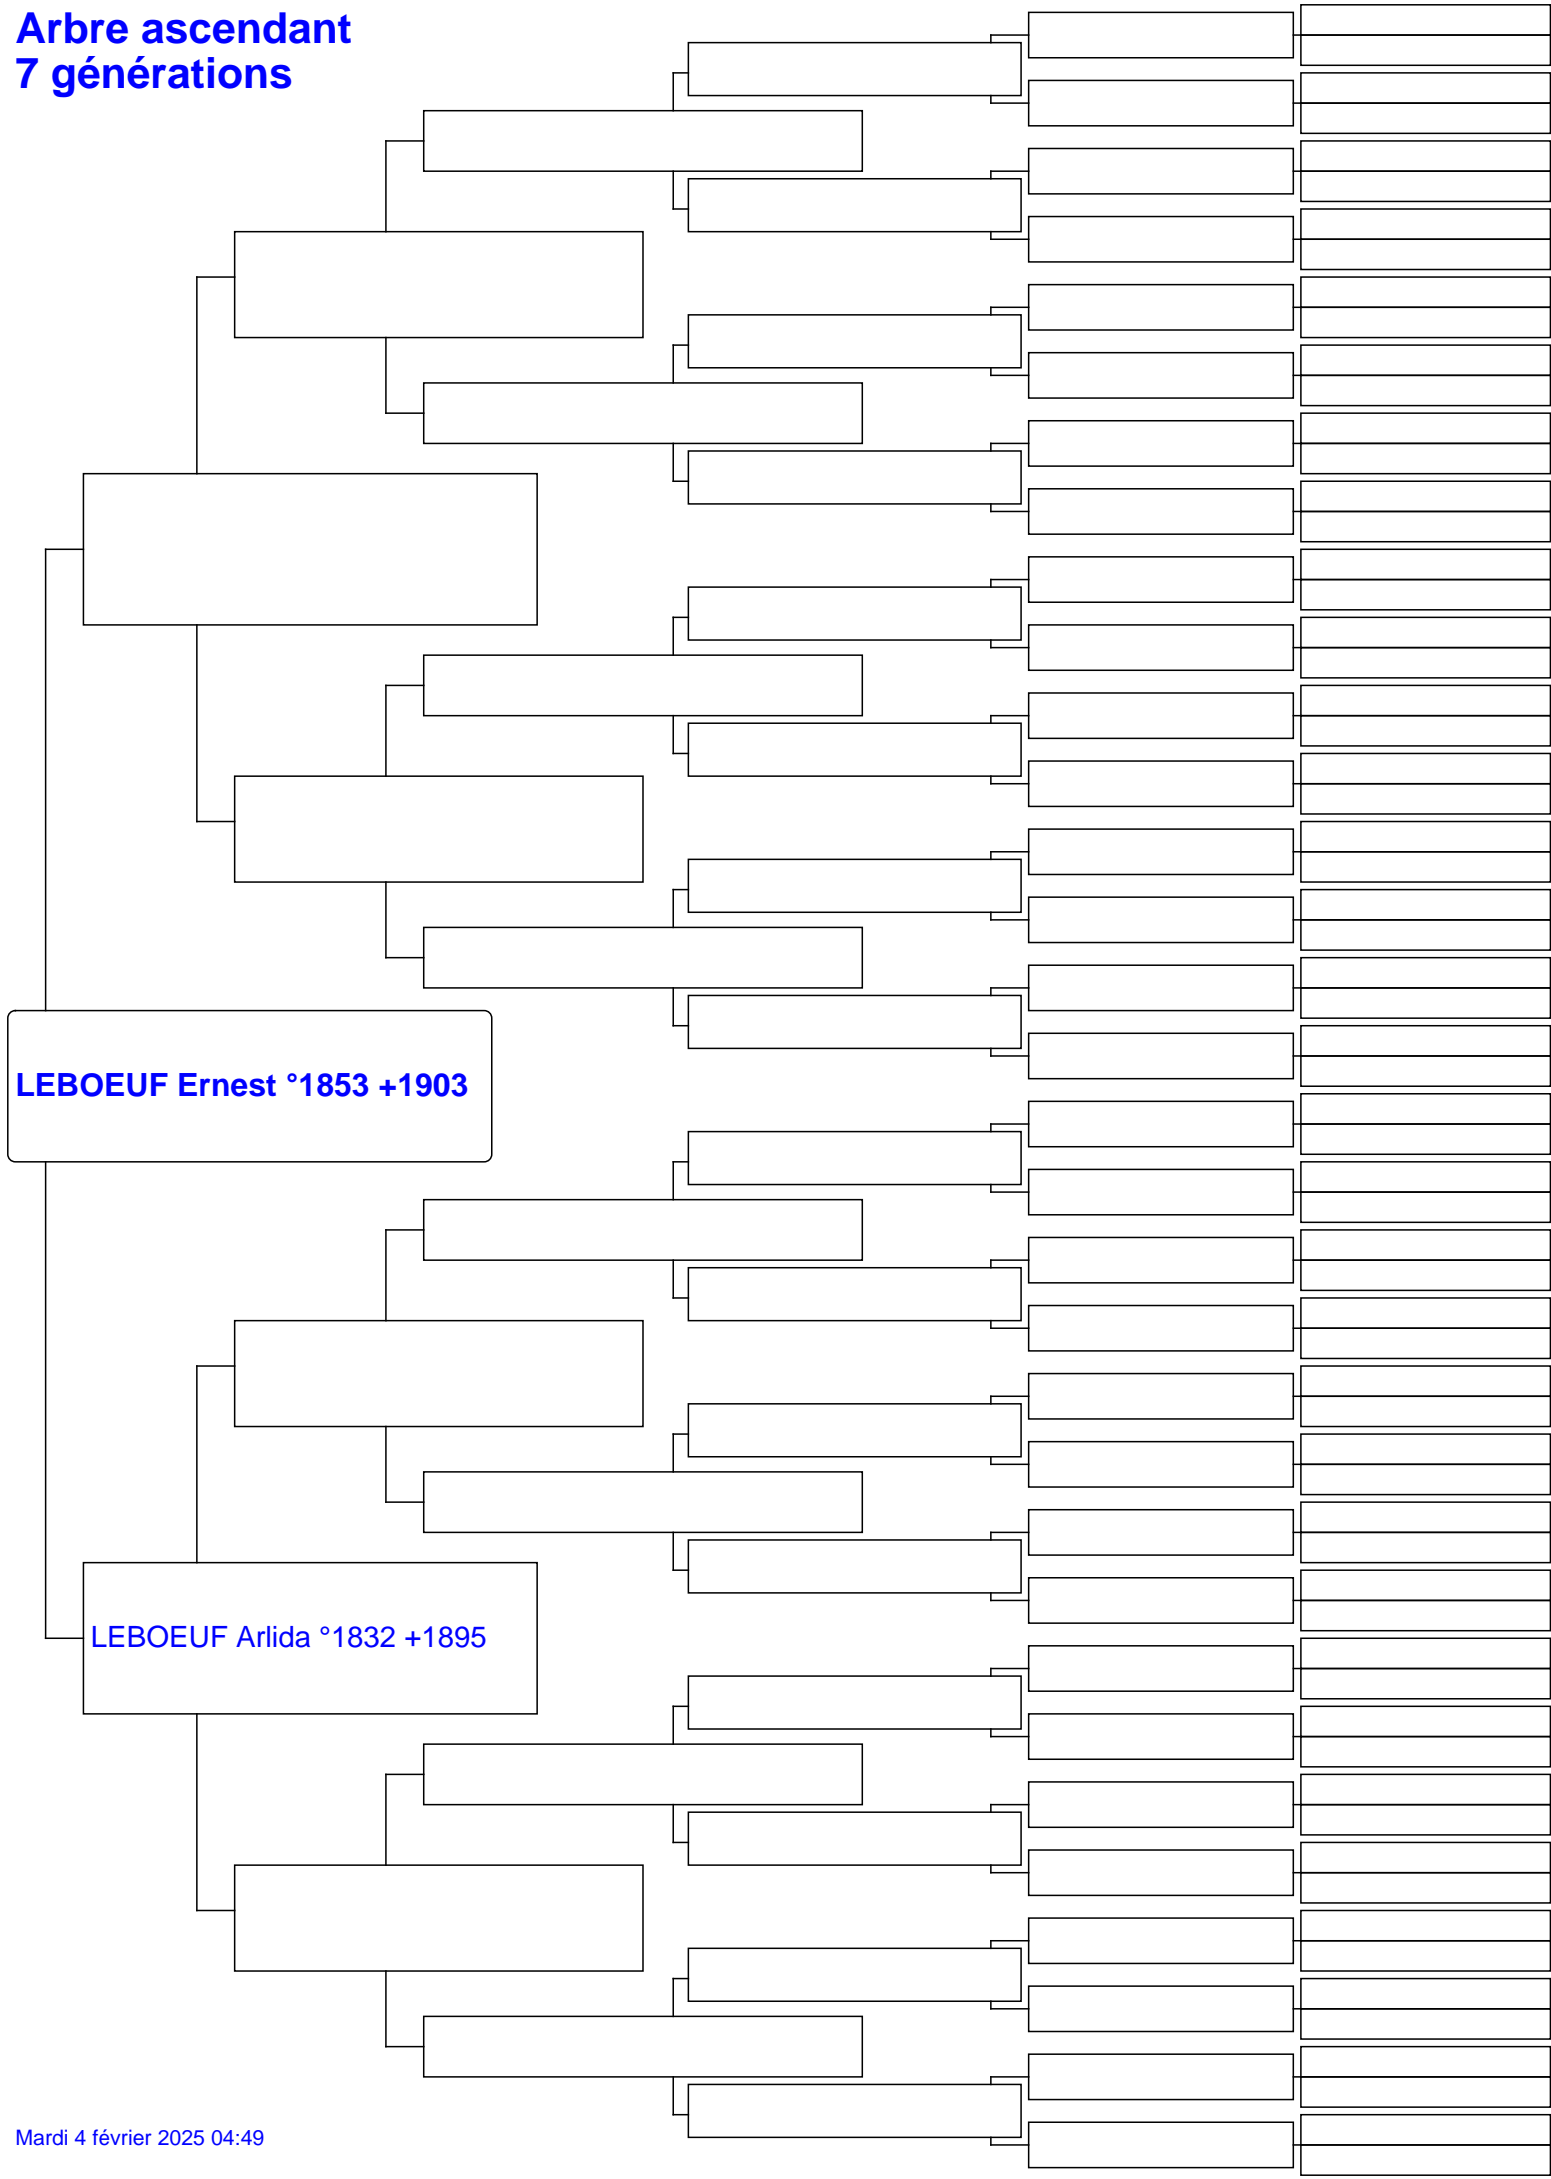 Arbre ascendant
7 générations
LEBOEUF Ernest °1853 +1903
LEBOEUF Arlida °1832 +1895
Mardi 4 février 2025 04:49